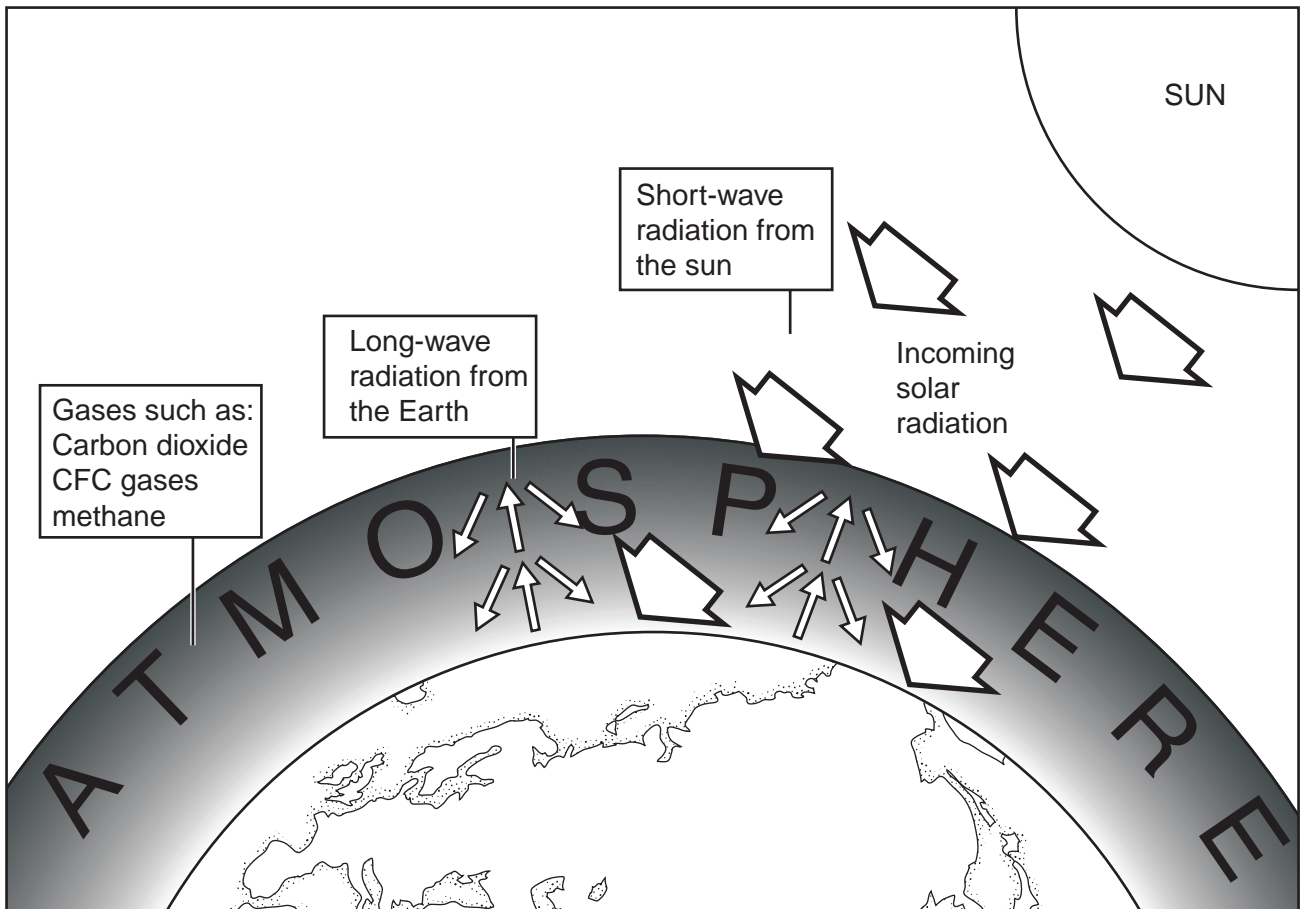 SUN
Short-wave
radiation from
the sun
Incoming
solar
radiation
Long-wave
radiation from
the Earth
Gases such as:
Carbon dioxide
CFC gases
methane
ATMOSPHERE